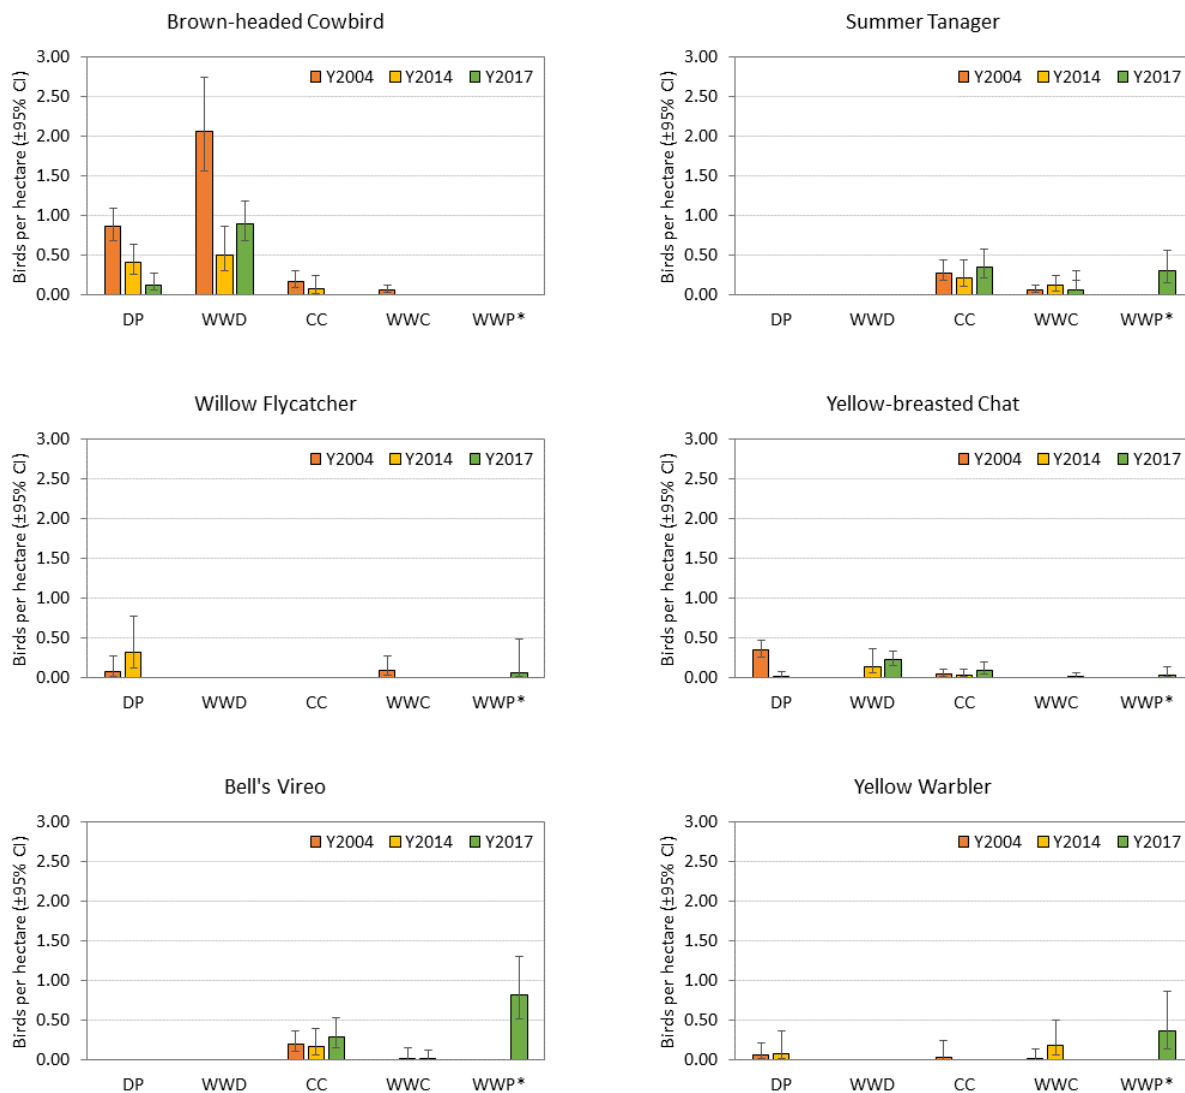 Brown-headed Cowbird
Birds per hectare (±95% CI)
3.00
2.50
2.00
1.50
1.00
0.50
0.00
Y2004 Y2014 Y2017
DP WWD CC WWC WWP*
Summer Tanager
Birds per hectare (±95% CI)
3.00
2.50
2.00
1.50
1.00
0.50
0.00
Y2004 Y2014 Y2017
DP WWD CC WWC WWP*
Willow Flycatcher
Birds per hectare (±95% CI)
3.00
2.50
2.00
1.50
1.00
0.50
0.00
Y2004 Y2014 Y2017
DP WWD CC WWC WWP*
Yellow-breasted Chat
Birds per hectare (±95% CI)
3.00
2.50
2.00
1.50
1.00
0.50
0.00
Y2004 Y2014 Y2017
DP WWD CC WWC WWP*
Bell's Vireo
Birds per hectare (±95% CI)
3.00
2.50
2.00
1.50
1.00
0.50
0.00
Y2004 Y2014 Y2017
DP WWD CC WWC WWP*
Yellow Warbler
Birds per hectare (±95% CI)
3.00
2.50
2.00
1.50
1.00
0.50
0.00
Y2004 Y2014 Y2017
DP WWD CC WWC WWP*